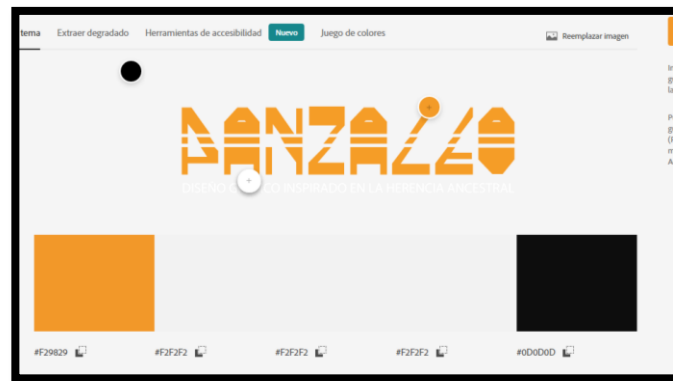 tema Extraer degradado Herramientas de accesibilidad Nuevo Juego de colores Reemplazar imagen
PANZALEO
DISEÑO INSPIRADO EN LA HERENCIA ANCESTRAL
#F29829 #F2F2F2 #F2F2F2 #F2F2F2 #0D0D0D